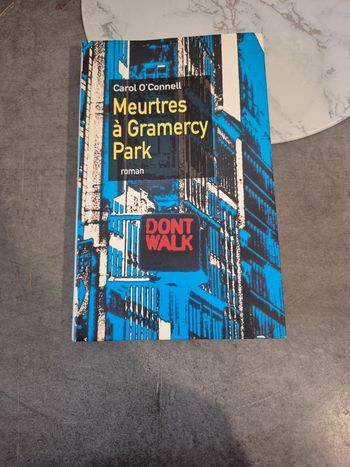 Carol O'Connell
Meurtres
à Gramercy
Park
roman
DONT
WALK